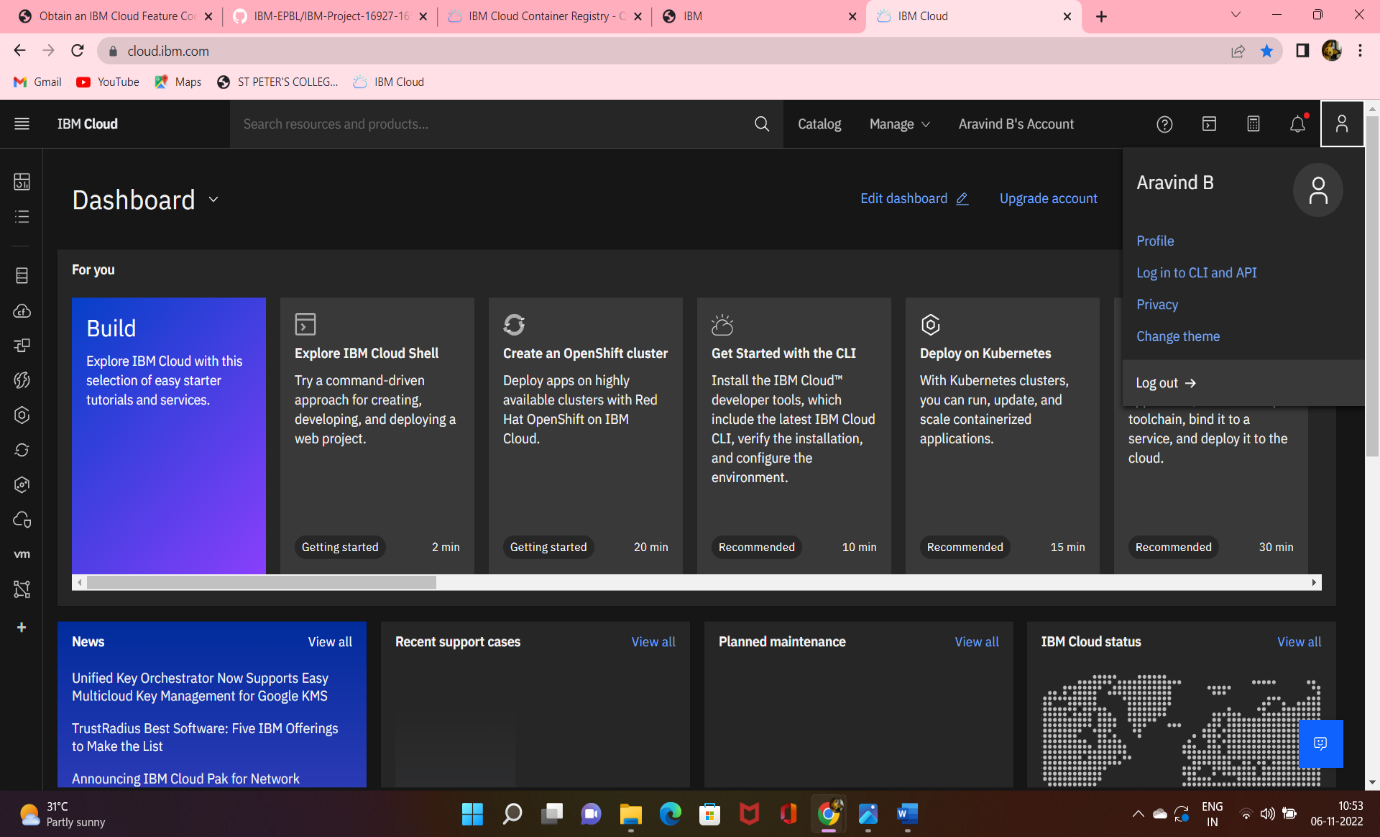 Obtain an IBM Cloud Feature Co
IBM-EPBL/IBM-Project-16927-16
IBM Cloud Container Registry - C
IBM
IBM Cloud
cloud.ibm.com
Gmail
YouTube
Maps
ST PETER'S COLLEG...
IBM Cloud
IBM Cloud
Search resources and products...
Catalog
Manage
Aravind B's Account
Dashboard
Edit dashboard
Upgrade account
Aravind B
Profile
Log in to CLI and API
Privacy
Change theme
Log out →
For you
Build
Explore IBM Cloud with this
selection of easy starter
tutorials and services.
Explore IBM Cloud Shell
Try a command-driven
approach for creating,
developing, and deploying a
web project.
Getting started
2 min
Create an OpenShift cluster
Deploy apps on highly
available clusters with Red
Hat OpenShift on IBM
Cloud.
Getting started
20 min
Get Started with the CLI
Install the IBM Cloud™
developer tools, which
include the latest IBM Cloud
CLI, verify the installation,
and configure the
environment.
Recommended
10 min
Deploy on Kubernetes
With Kubernetes clusters,
you can run, update, and
scale containerized
applications.
Recommended
15 min
toolchain, bind it to a
service, and deploy it to the
cloud.
Recommended
30 min
vm
News
View all
Unified Key Orchestrator Now Supports Easy
Multicloud Key Management for Google KMS
TrustRadius Best Software: Five IBM Offerings
to Make the List
Announcing IBM Cloud Pak for Network
Recent support cases
View all
Planned maintenance
View all
IBM Cloud status
View all
31°C
Partly sunny
ENG
IN
10:53
06-11-2022